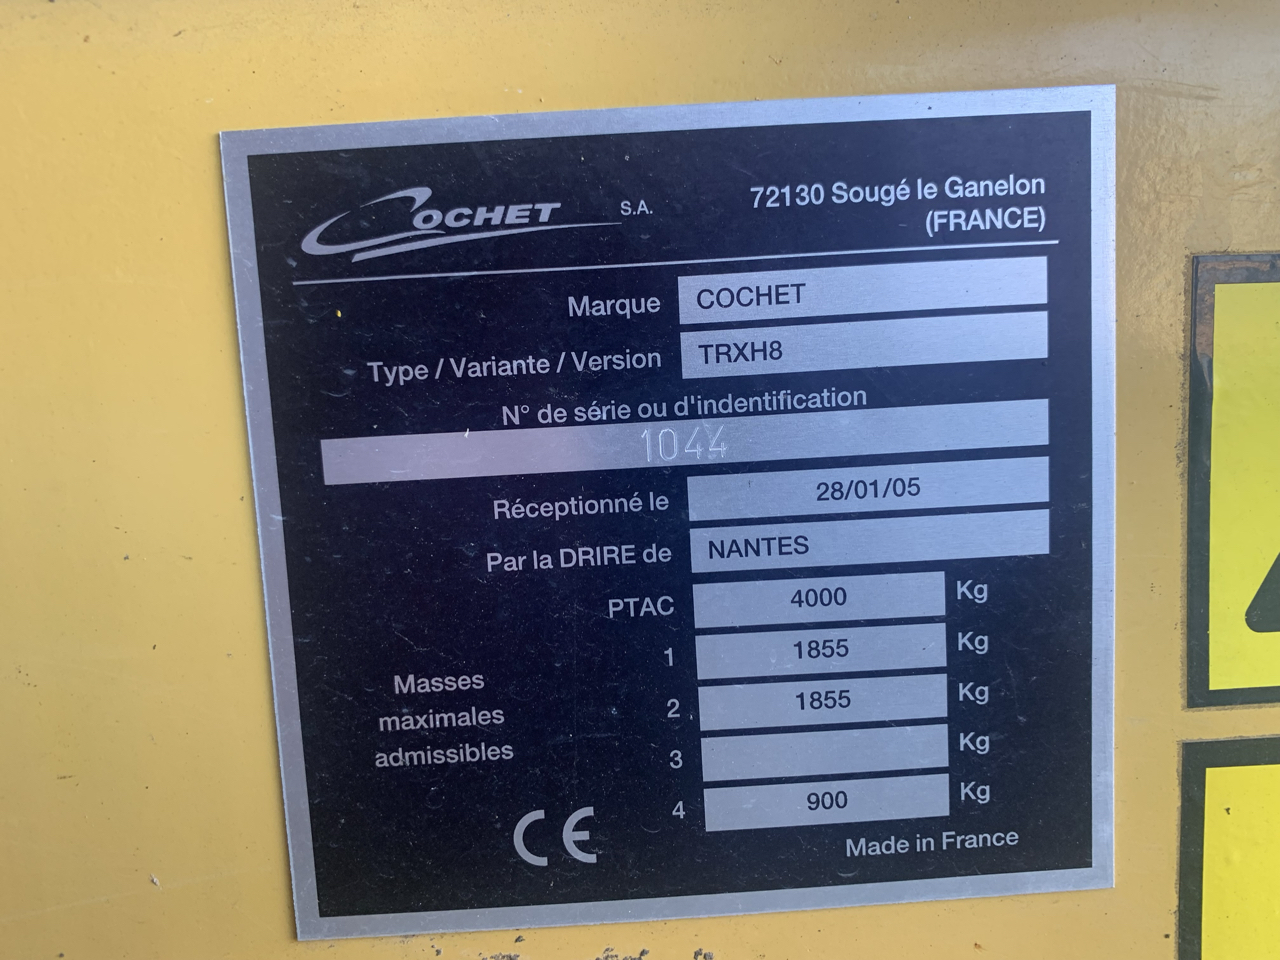 COCHET S.A.
72130 Sougé le Ganelon
(FRANCE)
Marque COCHET
Type / Variante / Version TRXH8
N° de série ou d'indentification
1044
Réceptionné le 28/01/05
Par la DRIRE de NANTES
PTAC 4000 Kg
Masses maximales admissibles
1 1855 Kg
2 1855 Kg
3 Kg
4 900 Kg
CE
Made in France